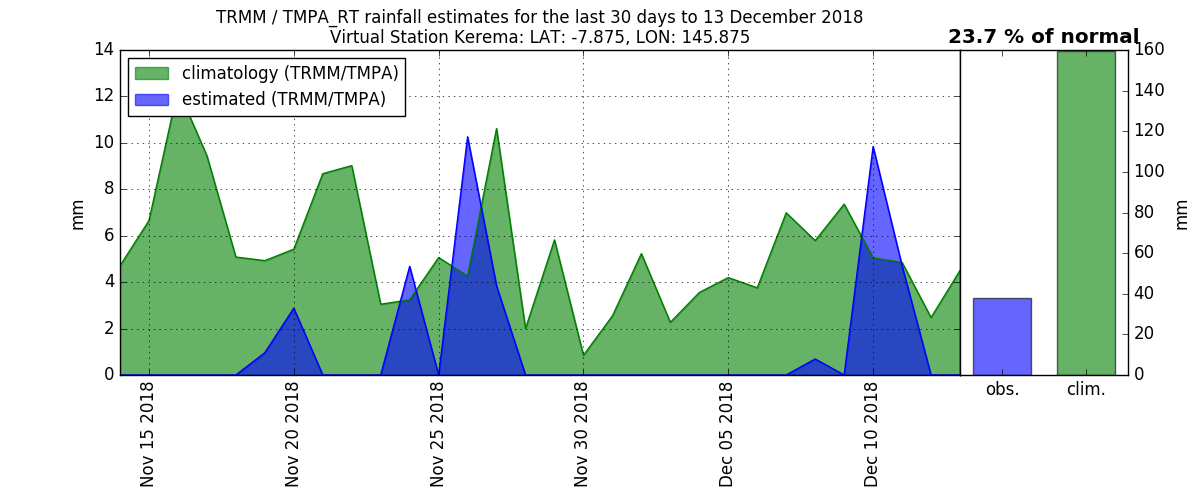 TRMM / TMPA_RT rainfall estimates for the last 30 days to 13 December 2018
Virtual Station Kerema: LAT: -7.875, LON: 145.875
23.7 % of normal
climatology (TRMM/TMPA)
estimated (TRMM/TMPA)
mm
14
12
10
8
6
4
2
0
Nov 15 2018
Nov 20 2018
Nov 25 2018
Nov 30 2018
Dec 05 2018
Dec 10 2018
obs.
clim.
160
140
120
100
80
60
40
20
0
mm